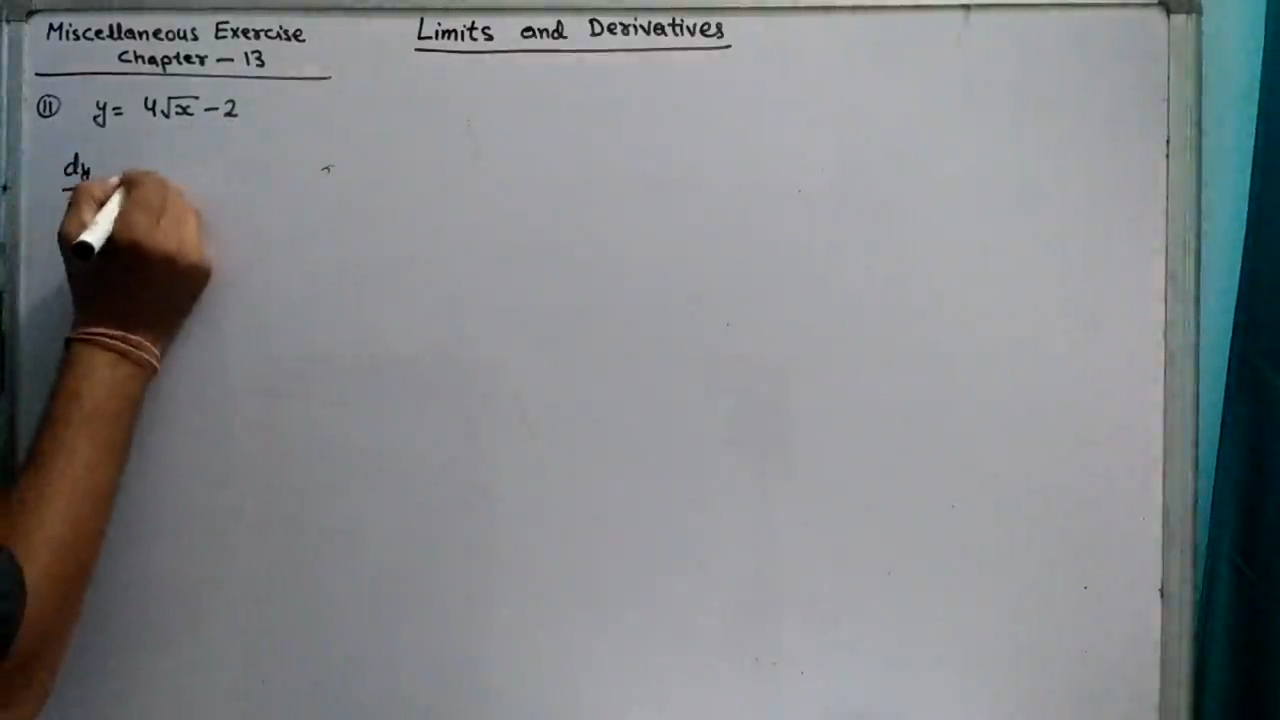 Miscellaneous Exercise
Chapter - 13
Limits and Derivatives
⑪ y = 4√x - 2
dy